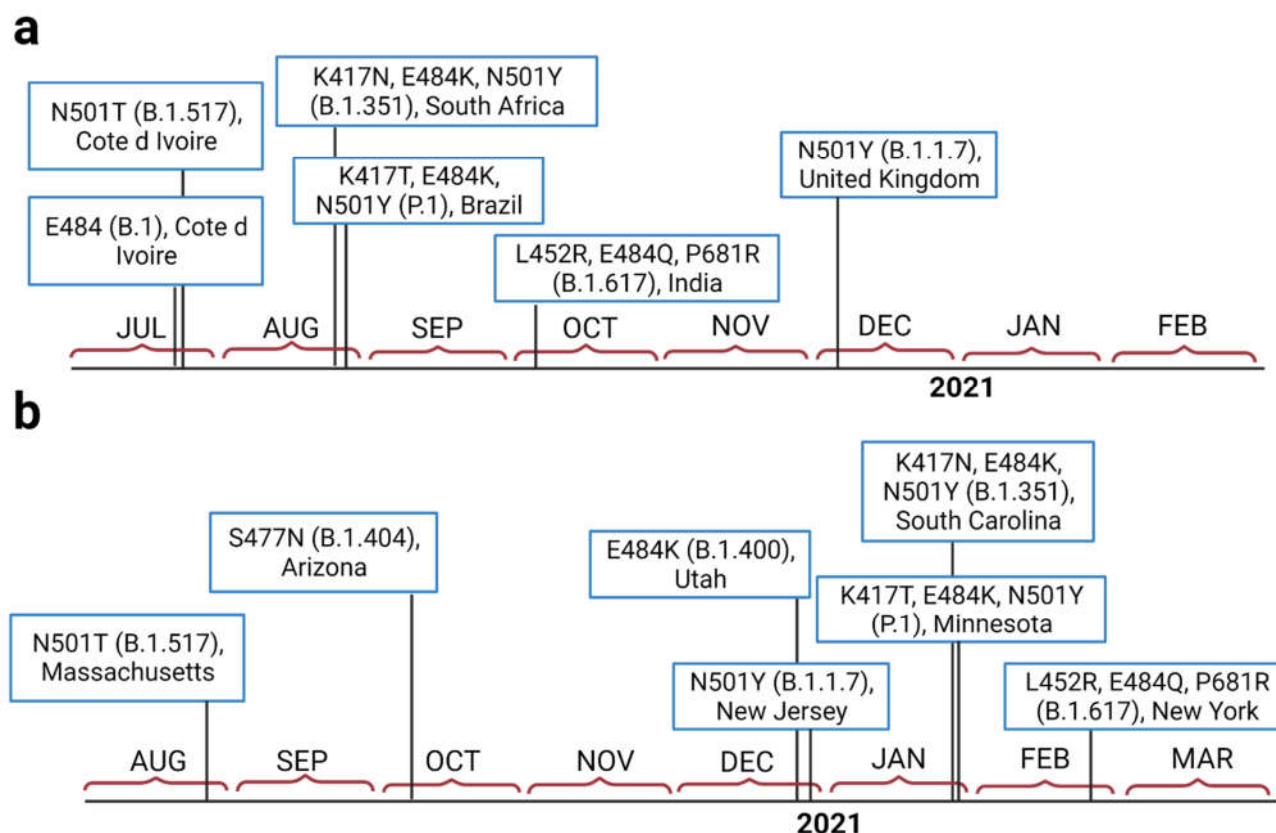 a
N501T (B.1.517),
Cote d Ivoire
K417N, E484K, N501Y
(B.1.351), South Africa
E484 (B.1), Cote d
Ivoire
K417T, E484K,
N501Y (P.1), Brazil
L452R, E484Q, P681R
(B.1.617), India
N501Y (B.1.1.7),
United Kingdom
JUL AUG SEP OCT NOV DEC JAN FEB
2021
b
N501T (B.1.517),
Massachusetts
S477N (B.1.404),
Arizona
E484K (B.1.400),
Utah
N501Y (B.1.1.7),
New Jersey
K417N, E484K,
N501Y (B.1.351),
South Carolina
K417T, E484K, N501Y
(P.1), Minnesota
L452R, E484Q, P681R
(B.1.617), New York
AUG SEP OCT NOV DEC JAN FEB MAR
2021